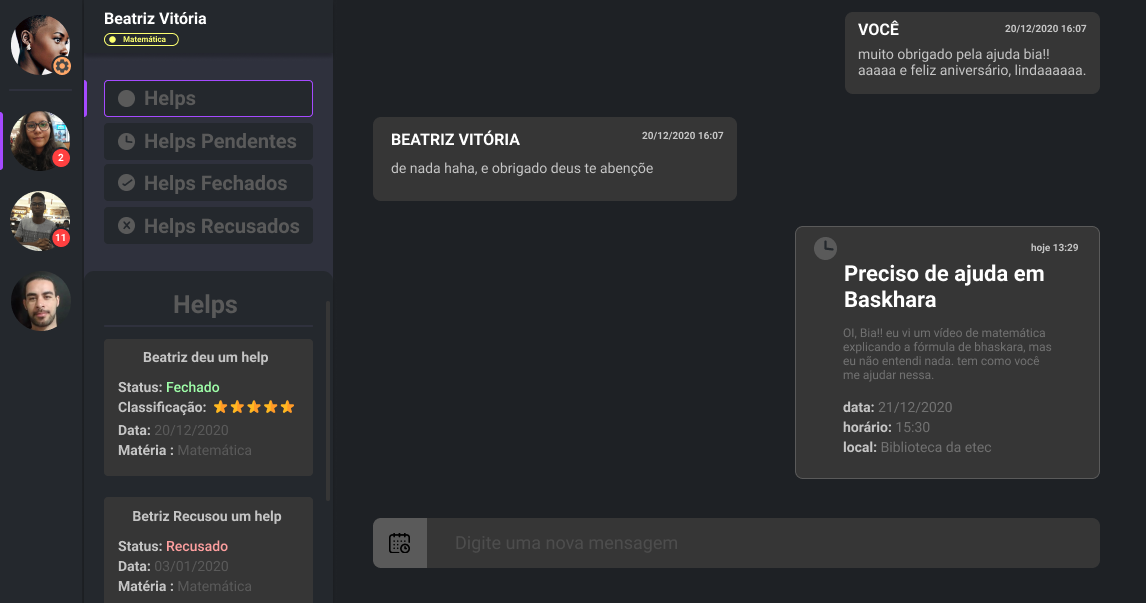 Beatriz Vitória
Matemática
2
11
Helps
Helps Pendentes
Helps Fechados
Helps Recusados
Helps
Beatriz deu um help
Status: Fechado
Classificação:
Data: 20/12/2020
Matéria : Matemática
Betriz Recusou um help
Status: Recusado
Data: 03/01/2020
Matéria : Matemática
VOCÊ 20/12/2020 16:07
muito obrigado pela ajuda bia!!
aaaaa e feliz aniversário, lindaaaaaa.
BEATRIZ VITÓRIA 20/12/2020 16:07
de nada haha, e obrigado deus te abençõe
hoje 13:29
Preciso de ajuda em
Baskhara
OI, Bia!! eu vi um vídeo de matemática
explicando a fórmula de bhaskara, mas
eu não entendi nada. tem como você
me ajudar nessa.
data: 21/12/2020
horário: 15:30
local: Biblioteca da etec
Digite uma nova mensagem